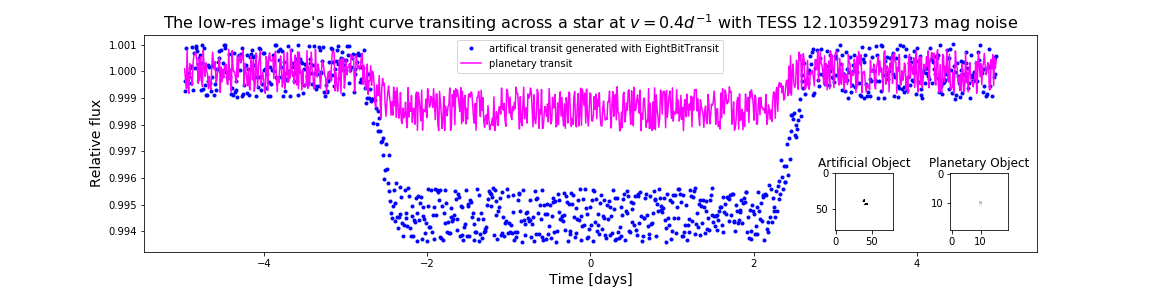 The low-res image's light curve transiting across a star at v = 0.4d⁻¹ with TESS 12.1035929173 mag noise
artifical transit generated with EightBitTransit
planetary transit
Relative flux
1.001
1.000
0.999
0.998
0.997
0.996
0.995
0.994
Artificial Object
0
50
0 50
Planetary Object
0
10
0 10
−4 −2 0 2 4
Time [days]